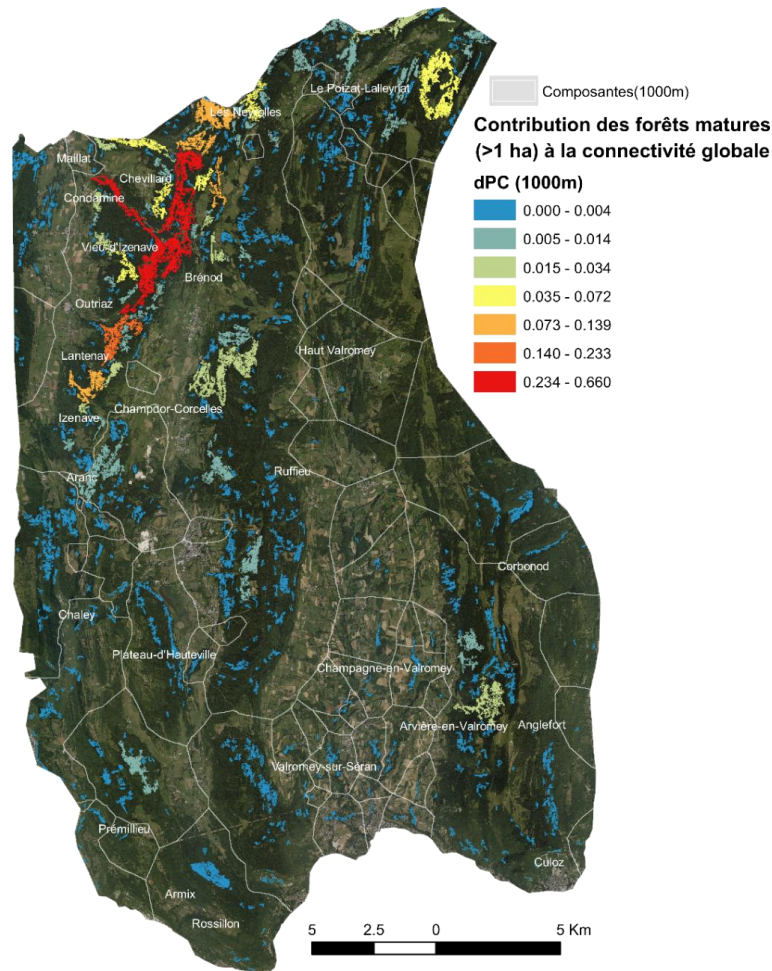 Le Poizat-Lalleyriat
Les Neyrolles
Maillat
Chevillard
Condamine
Vieu-d'Izenave
Brénod
Outriaz
Lantenay
Haut Valromey
Izenave
Champdor-Corcelles
Aranc
Ruffieu
Corbonod
Chaley
Plateau-d'Hauteville
Champagne-en-Valromey
Arvière-en-Valromey
Anglefort
Valromey-sur-Séran
Prémillieu
Culoz
Armix
Rossillon
Composantes(1000m)
Contribution des forêts matures
(>1 ha) à la connectivité globale
dPC (1000m)
0.000 - 0.004
0.005 - 0.014
0.015 - 0.034
0.035 - 0.072
0.073 - 0.139
0.140 - 0.233
0.234 - 0.660
5 2.5 0 5 Km